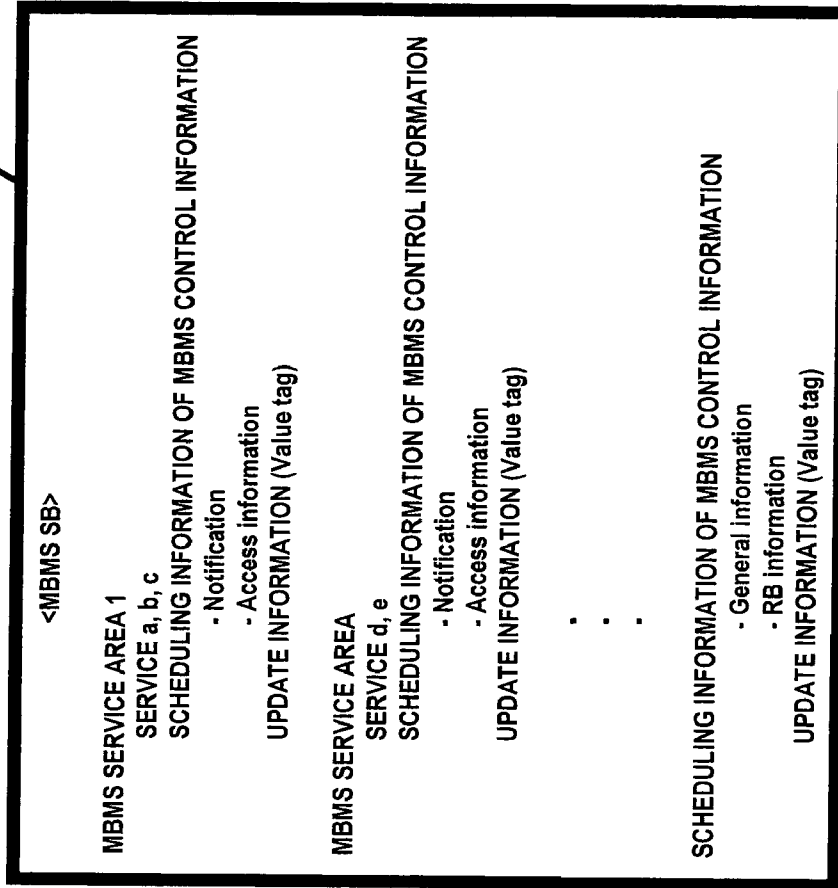 <MBMS SB>
MBMS SERVICE AREA 1
SERVICE a, b, c
SCHEDULING INFORMATION OF MBMS CONTROL INFORMATION
- Notification
- Access information
UPDATE INFORMATION (Value tag)
MBMS SERVICE AREA
SERVICE d, e
SCHEDULING INFORMATION OF MBMS CONTROL INFORMATION
- Notification
- Access information
UPDATE INFORMATION (Value tag)
.
.
.
SCHEDULING INFORMATION OF MBMS CONTROL INFORMATION
- General information
- RB information
UPDATE INFORMATION (Value tag)